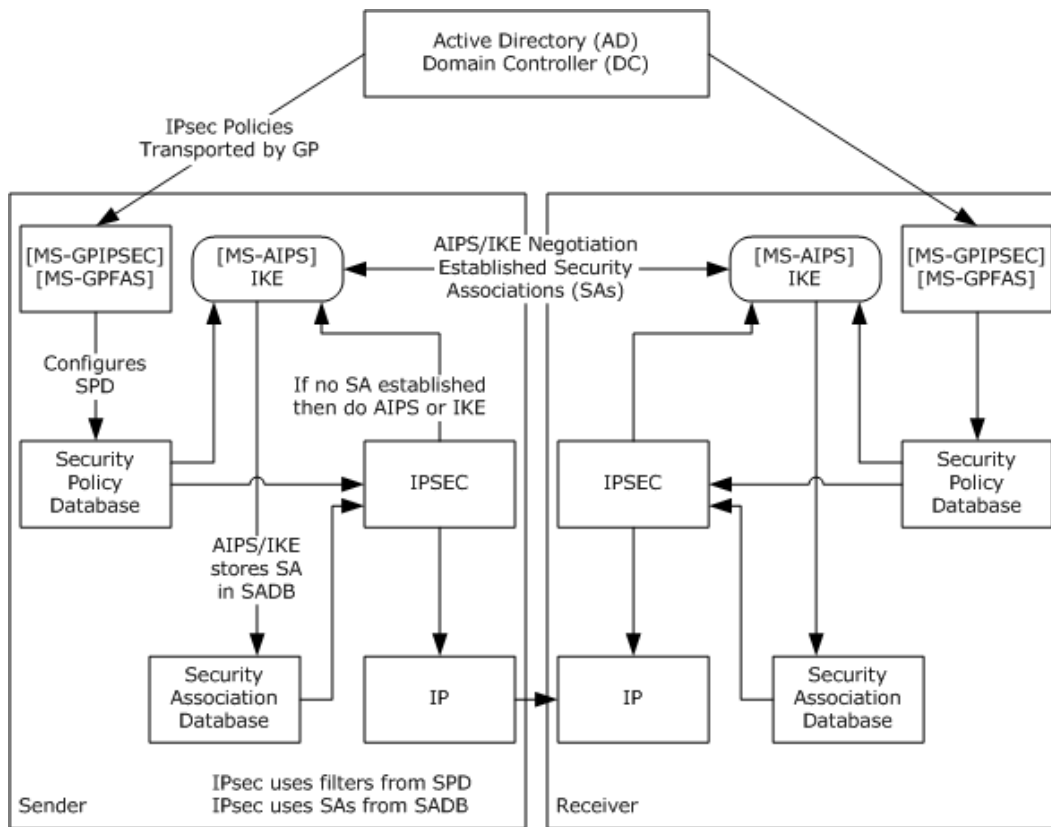 Active Directory (AD)
Domain Controller (DC)
IPsec Policies
Transported by GP
[MS-GPIPSEC]
[MS-GPFAS]
[MS-AIPS]
IKE
AIPS/IKE Negotiation
Established Security
Associations (SAs)
[MS-AIPS]
IKE
[MS-GPIPSEC]
[MS-GPFAS]
Configures
SPD
If no SA established
then do AIPS or IKE
Security
Policy
Database
IPSEC
IPSEC
Security
Policy
Database
AIPS/IKE
stores SA
in SADB
Security
Association
Database
IP
IP
Security
Association
Database
IPsec uses filters from SPD
IPsec uses SAs from SADB
Sender
Receiver